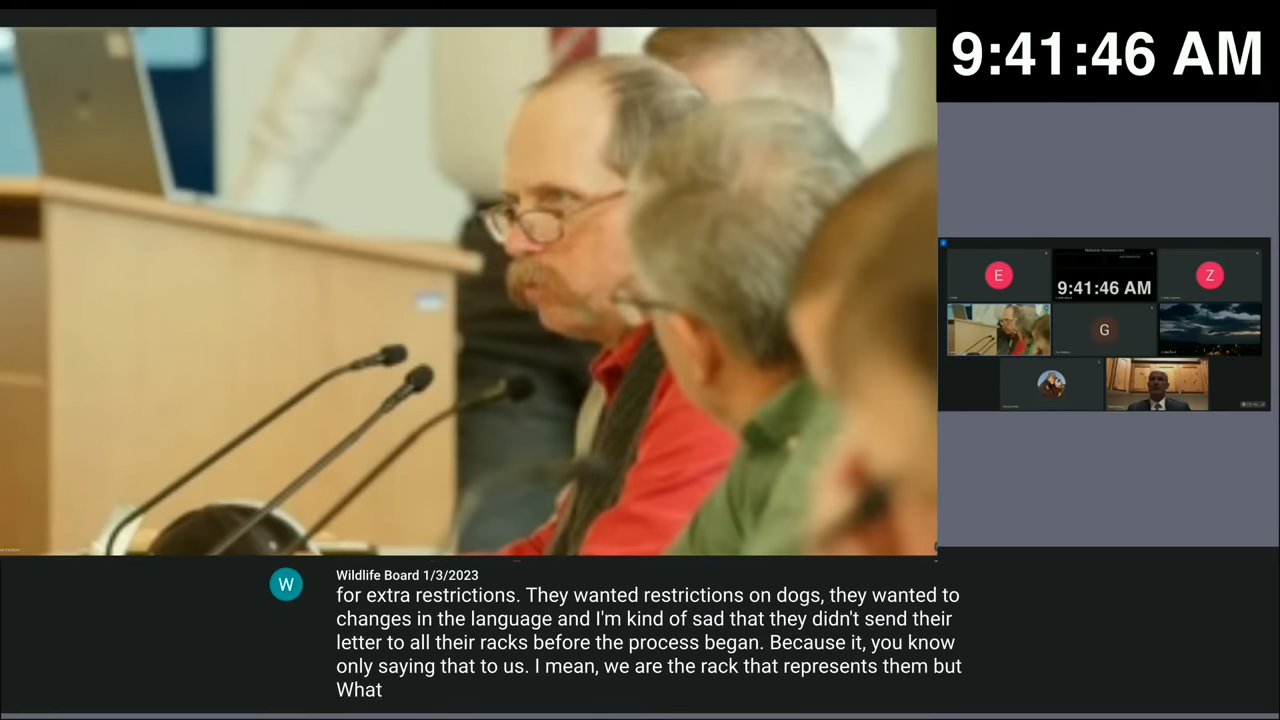 9:41:46 AM
E
9:41:46 AM
Z
G
W
Wildlife Board 1/3/2023
for extra restrictions. They wanted restrictions on dogs, they wanted to
changes in the language and I'm kind of sad that they didn't send their
letter to all their racks before the process began. Because it, you know
only saying that to us. I mean, we are the rack that represents them but
What